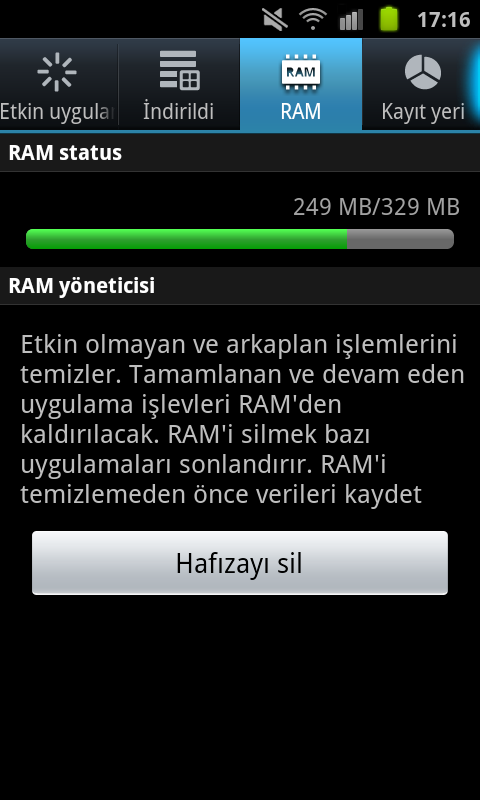 17:16
Etkin uygula
İndirildi
RAM
RAM
Kayıt yeri
RAM status
249 MB/329 MB
RAM yöneticisi
Etkin olmayan ve arkaplan işlemlerini
temizler. Tamamlanan ve devam eden
uygulama işlevleri RAM'den
kaldırılacak. RAM'i silmek bazı
uygulamaları sonlandırır. RAM'i
temizlemeden önce verileri kaydet
Hafızayı sil